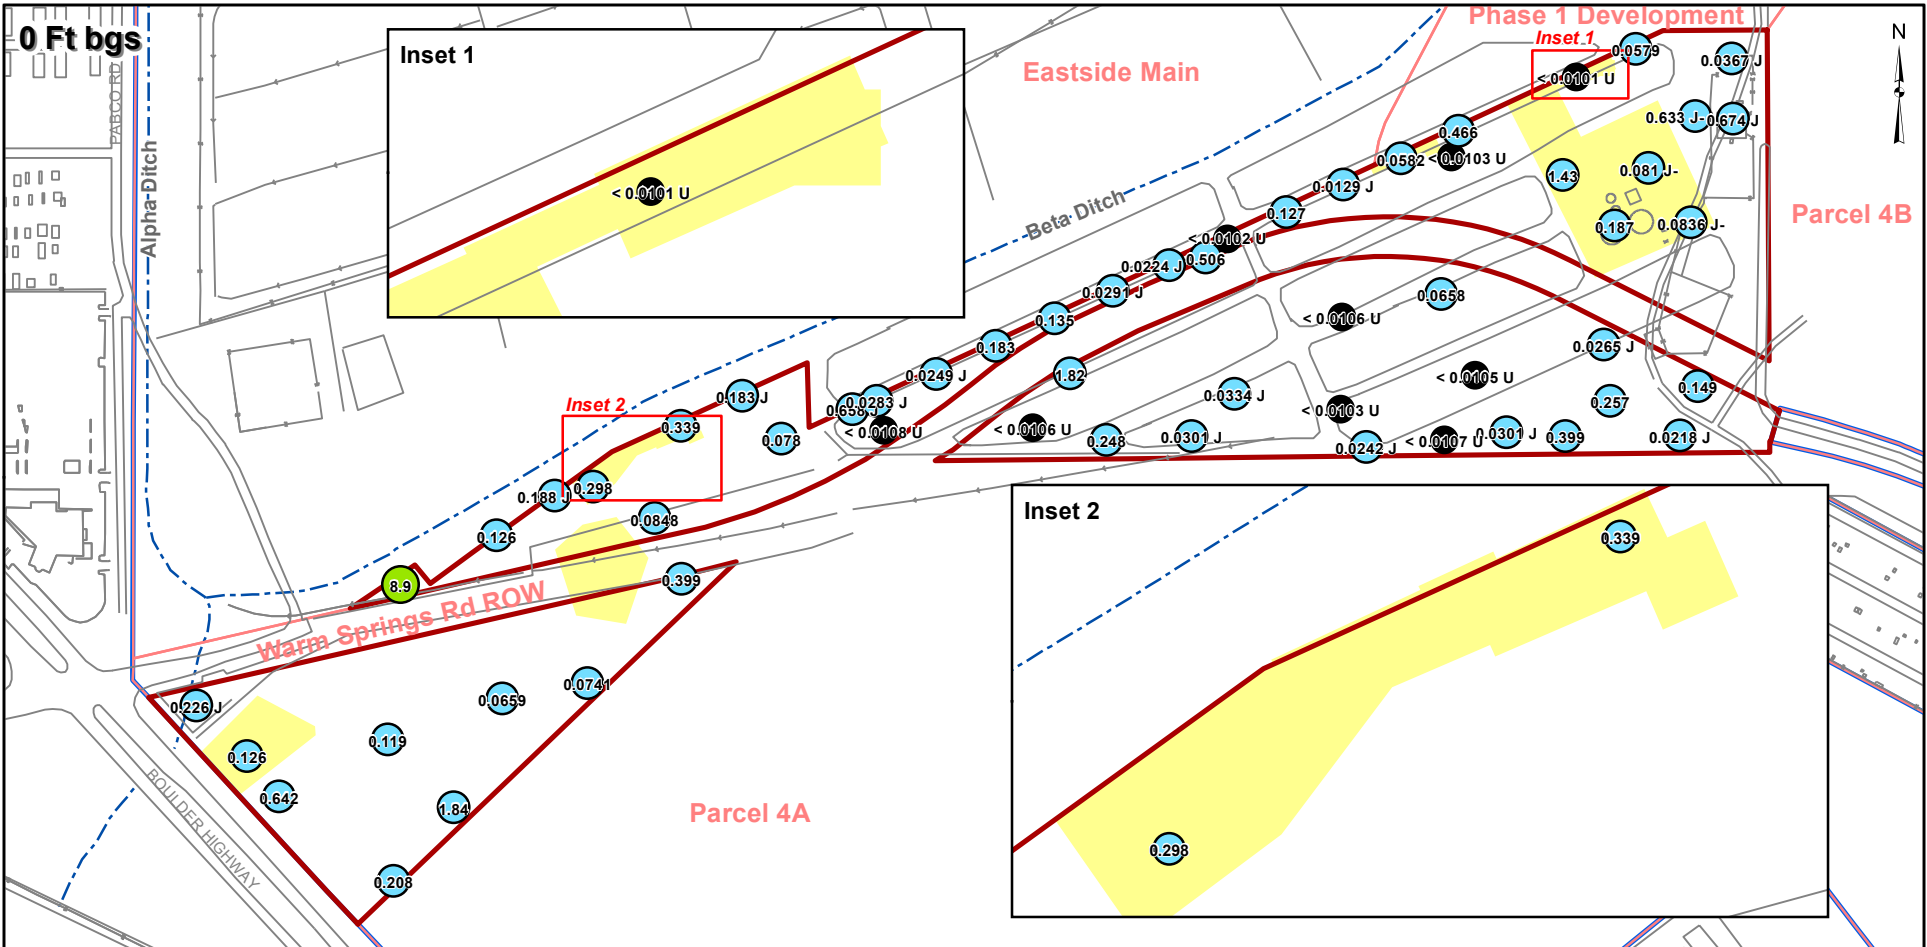 0 Ft bgs
PABCO RD
Alpha Ditch
Inset 1
< 0.0101 U
Eastside Main
Phase 1 Development
Inset 1
N
0.0579
0.0367 J
< 0.0101 U
0.633 J-
0.674 J
0.466
0.0582
< 0.0103 U
1.43
0.081 J-
0.0129 J
Beta Ditch
0.127
Parcel 4B
0.187
0.0836 J-
< 0.0102 U
0.506
0.0224 J
0.0291 J
0.0658
0.135
< 0.0106 U
0.183
0.0265 J
0.0249 J
1.82
< 0.0105 U
0.149
0.183 J
0.0334 J
0.257
0.658 J
0.0283 J
< 0.0103 U
Inset 2
0.339
0.078
< 0.0108 U
< 0.0106 U
0.248
0.0301 J
0.0242 J
< 0.0107 U
0.0301 J
0.399
0.0218 J
0.188 J
0.298
0.0848
0.126
8.9
0.399
Warm Springs Rd ROW
Inset 2
0.339
0.298
0.226 J
0.0659
0.0741
0.119
0.126
0.642
1.84
0.208
Parcel 4A
BOULDER HIGHWAY